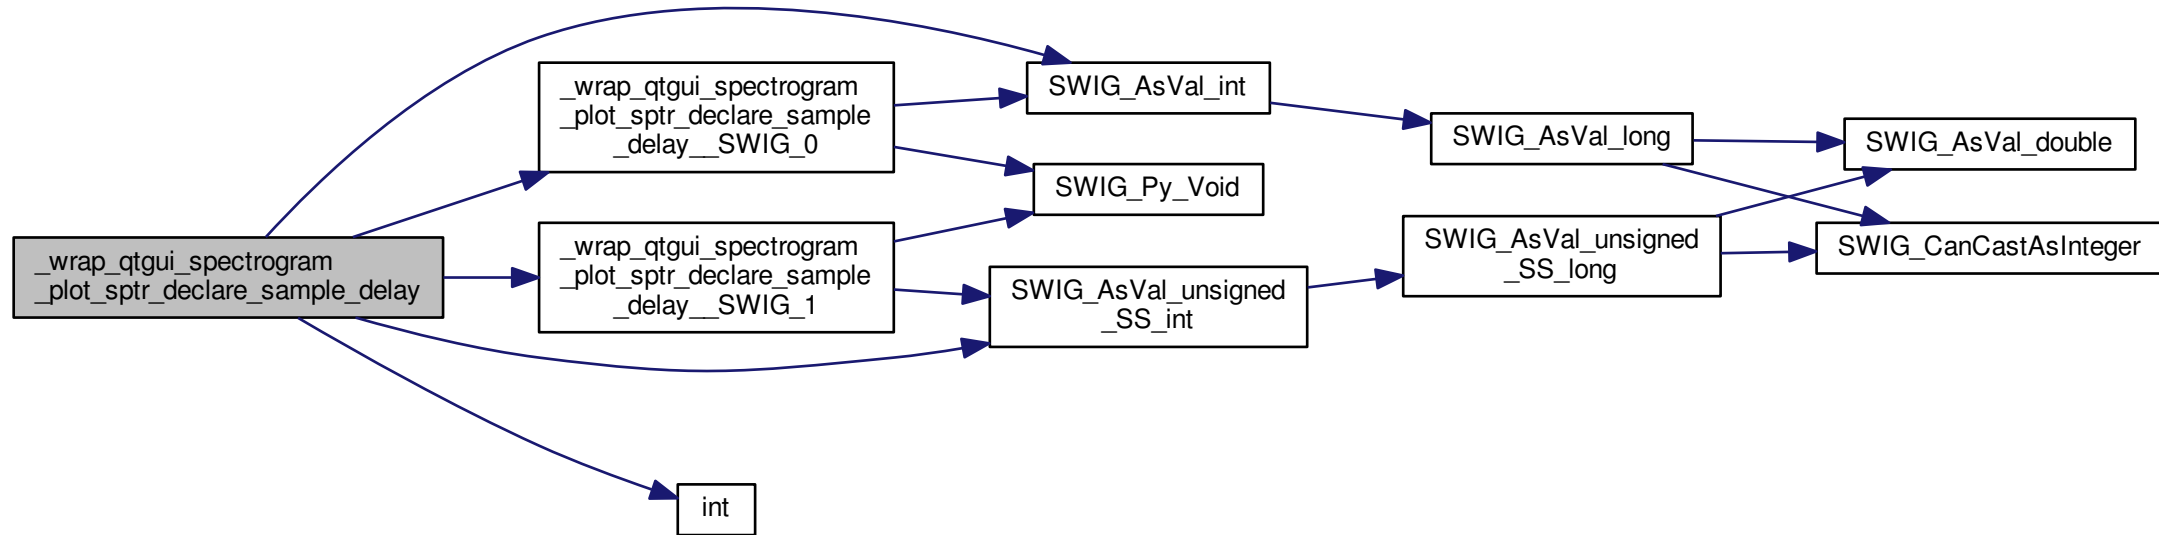 _wrap_qtgui_spectrogram
_plot_sptr_declare_sample_delay
_wrap_qtgui_spectrogram
_plot_sptr_declare_sample
_delay__SWIG_0
_wrap_qtgui_spectrogram
_plot_sptr_declare_sample
_delay__SWIG_1
int
SWIG_AsVal_int
SWIG_Py_Void
SWIG_AsVal_unsigned
_SS_int
SWIG_AsVal_long
SWIG_AsVal_unsigned
_SS_long
SWIG_AsVal_double
SWIG_CanCastAsInteger